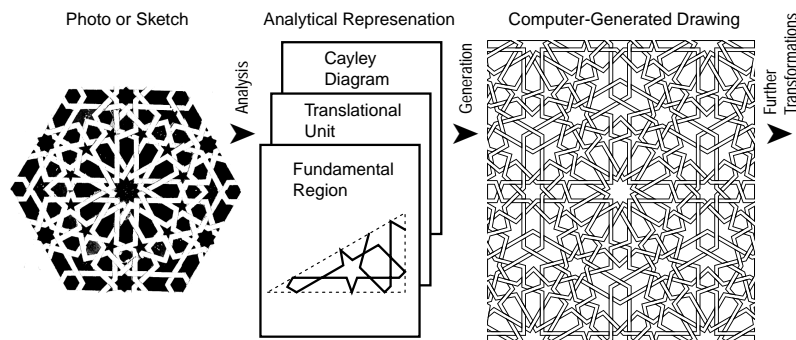 Photo or Sketch
Analysis
Analytical Represenation
Cayley
Diagram
Translational
Unit
Fundamental
Region
Generation
Computer-Generated Drawing
Further
Transformations